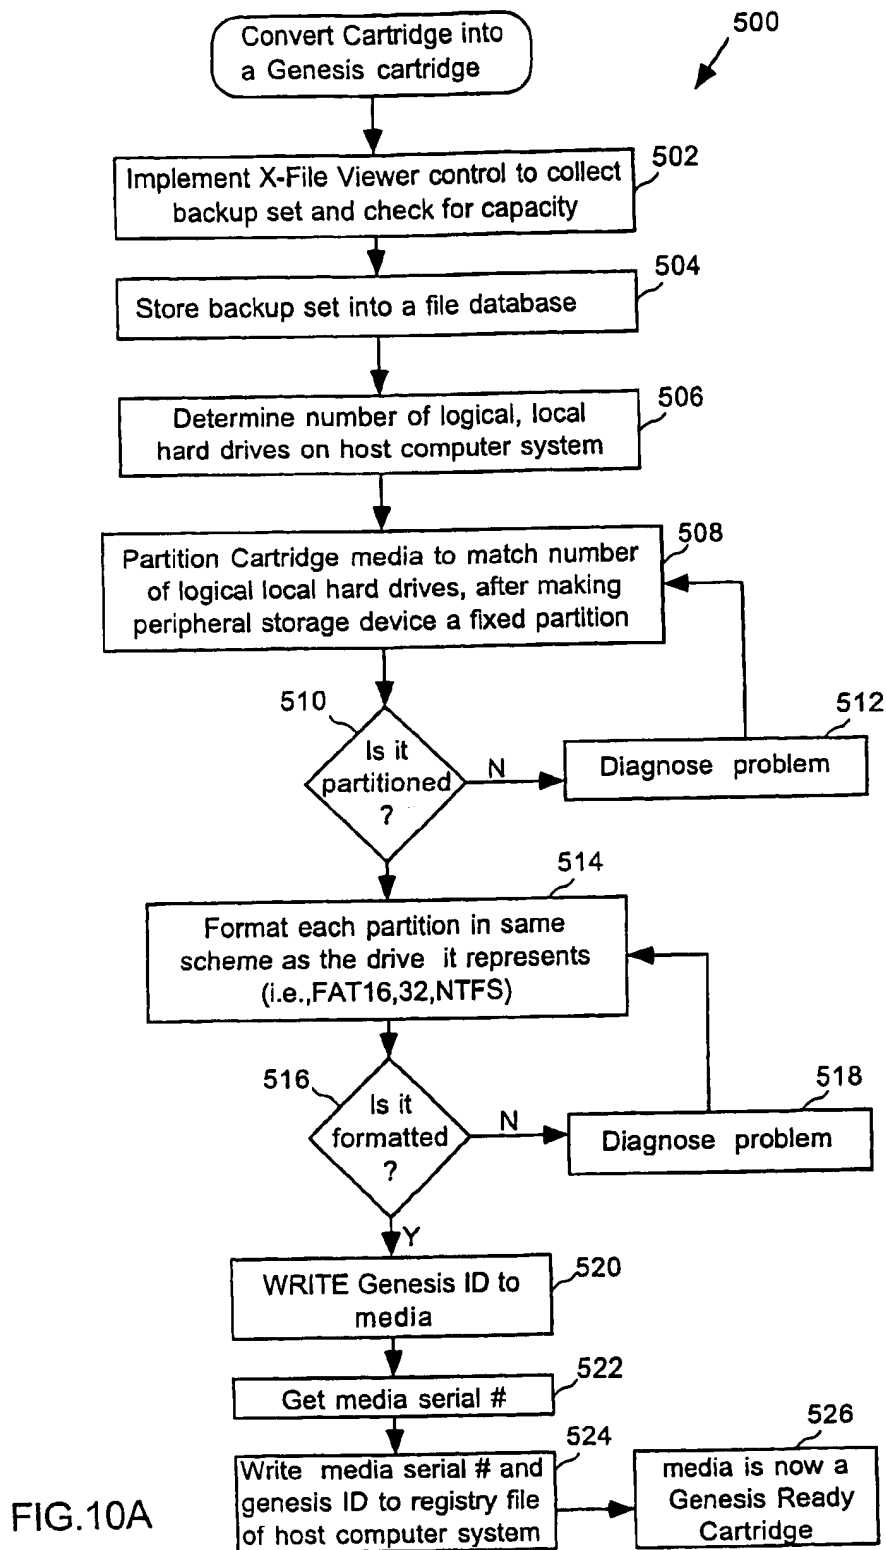 Convert Cartridge into
a Genesis cartridge
500
502
Implement X-File Viewer control to collect
backup set and check for capacity
504
Store backup set into a file database
506
Determine number of logical, local
hard drives on host computer system
508
Partition Cartridge media to match number
of logical local hard drives, after making
peripheral storage device a fixed partition
510
Is it
partitioned
?
N
512
Diagnose problem
514
Format each partition in same
scheme as the drive it represents
(i.e.,FAT16,32,NTFS)
516
Is it
formatted
?
N
518
Diagnose problem
Y
520
WRITE Genesis ID to
media
522
Get media serial #
524
Write media serial # and
genesis ID to registry file
of host computer system
526
media is now a
Genesis Ready
Cartridge
FIG.10A